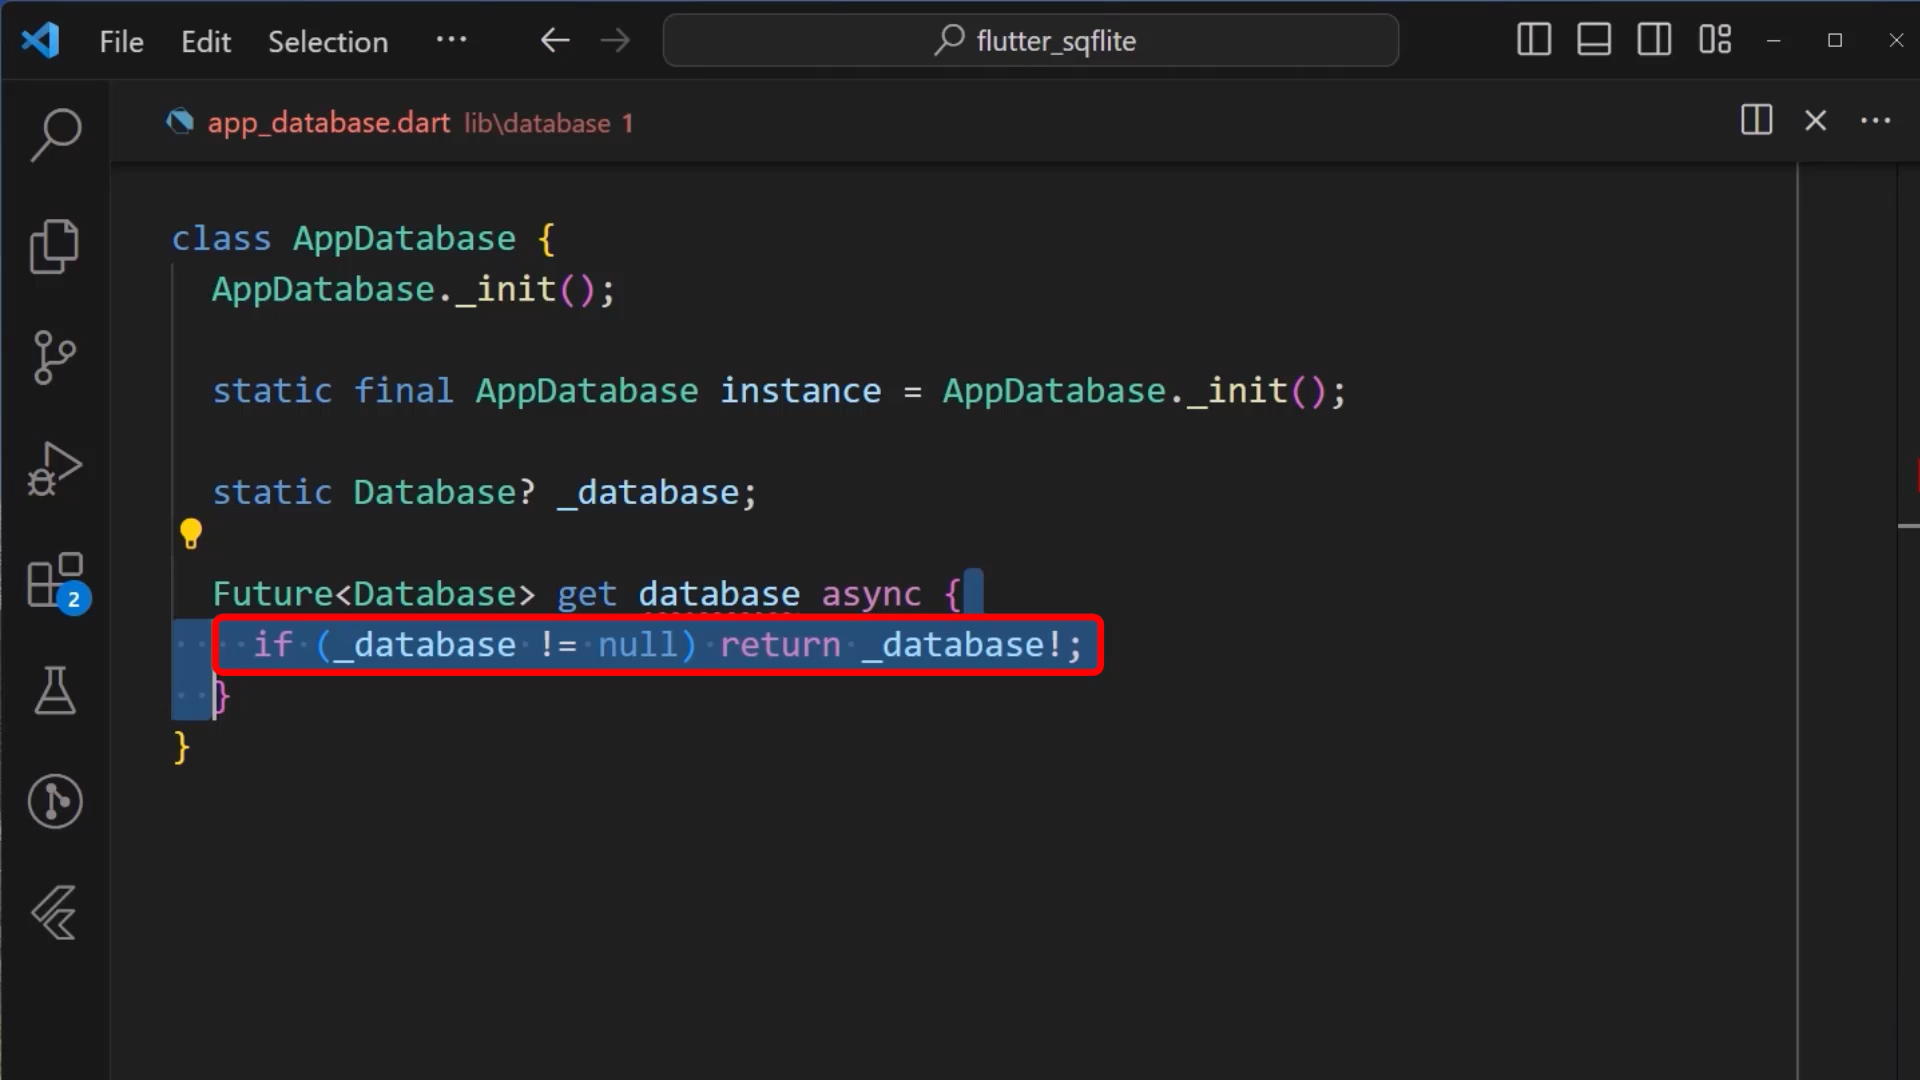 File Edit Selection ··· flutter_sqflite
app_database.dart lib\database 1
class AppDatabase {
AppDatabase._init();
static final AppDatabase instance = AppDatabase._init();
static Database? _database;
Future<Database> get database async {
if (_database != null) return _database!;
}
}
2